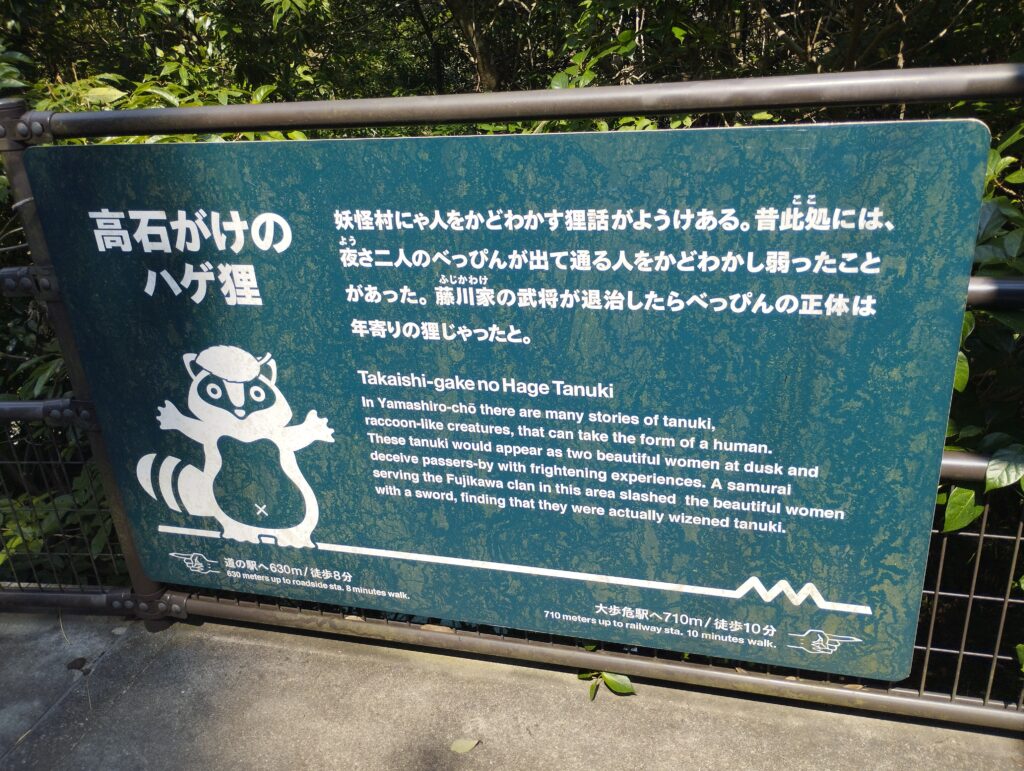 高石がけの
ハゲ狸
妖怪村にゃ人をかどわかす狸話がようけある。昔此処には、
ここ
夜さ二人のべっぴんが出て通る人をかどわかし弱ったこと
よう
があった。藤川家の武将が退治したらべっぴんの正体は
ふじかわけ
年寄りの狸じゃったと。
Takaishi-gake no Hage Tanuki
In Yamashiro-chō there are many stories of tanuki,
raccoon-like creatures, that can take the form of a human.
These tanuki would appear as two beautiful women at dusk and
deceive passers-by with frightening experiences. A samurai
serving the Fujikawa clan in this area slashed the beautiful women
with a sword, finding that they were actually wizened tanuki.
道の駅へ630m/徒歩8分
630 meters up to roadside sta. 8 minutes walk.
大歩危駅へ710m/徒歩10分
710 meters up to railway sta. 10 minutes walk.